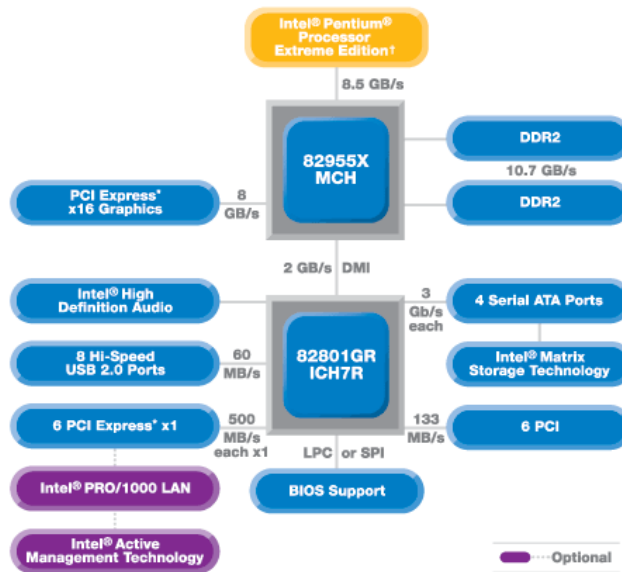 Intel® Pentium®
Processor
Extreme Edition†
8.5 GB/s
82955X
MCH
DDR2
10.7 GB/s
DDR2
PCI Express*
x16 Graphics
8
GB/s
2 GB/s DMI
Intel® High
Definition Audio
3
Gb/s
each
4 Serial ATA Ports
82801GR
ICH7R
8 Hi-Speed
USB 2.0 Ports
60
MB/s
Intel® Matrix
Storage Technology
6 PCI Express* x1
500
MB/s
each x1
133
MB/s
6 PCI
LPC or SPI
BIOS Support
Intel® PRO/1000 LAN
Intel® Active
Management Technology
Optional